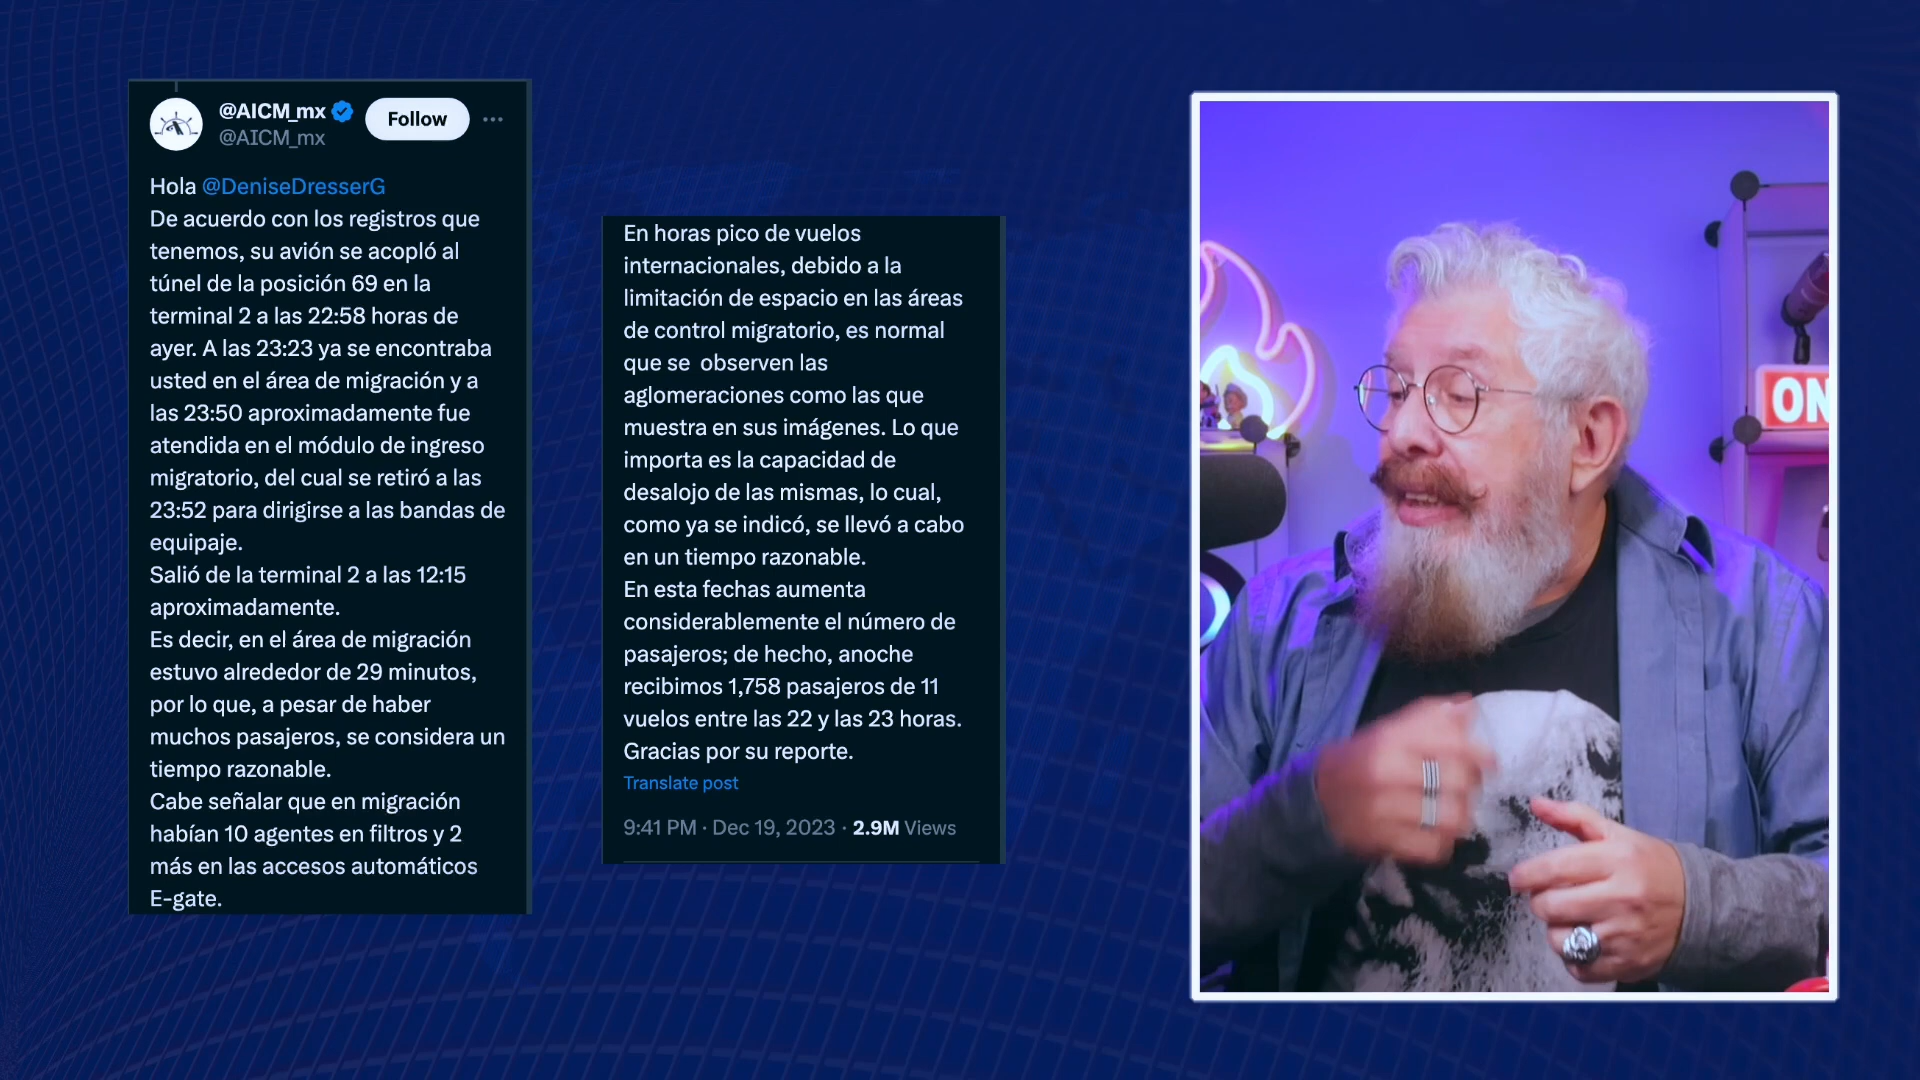 @AICM_mx
Follow
@AICM_mx
Hola @DeniseDresserG
De acuerdo con los registros que
tenemos, su avión se acopló al
túnel de la posición 69 en la
terminal 2 a las 22:58 horas de
ayer. A las 23:23 ya se encontraba
usted en el área de migración y a
las 23:50 aproximadamente fue
atendida en el módulo de ingreso
migratorio, del cual se retiró a las
23:52 para dirigirse a las bandas de
equipaje.
Salió de la terminal 2 a las 12:15
aproximadamente.
Es decir, en el área de migración
estuvo alrededor de 29 minutos,
por lo que, a pesar de haber
muchos pasajeros, se considera un
tiempo razonable.
Cabe señalar que en migración
habían 10 agentes en filtros y 2
más en las accesos automáticos
E-gate.
En horas pico de vuelos
internacionales, debido a la
limitación de espacio en las áreas
de control migratorio, es normal
que se  observen las
aglomeraciones como las que
muestra en sus imágenes. Lo que
importa es la capacidad de
desalojo de las mismas, lo cual,
como ya se indicó, se llevó a cabo
en un tiempo razonable.
En esta fechas aumenta
considerablemente el número de
pasajeros; de hecho, anoche
recibimos 1,758 pasajeros de 11
vuelos entre las 22 y las 23 horas.
Gracias por su reporte.
Translate post
9:41 PM · Dec 19, 2023 · 2.9M Views
ON